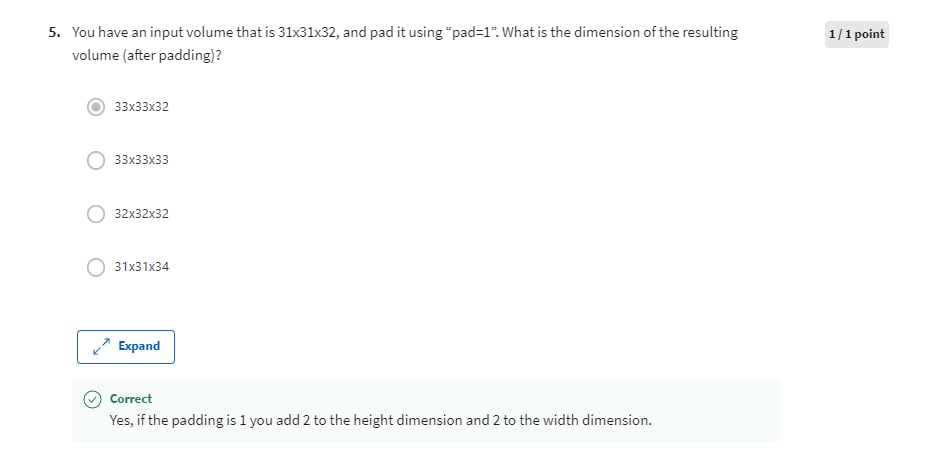 5. You have an input volume that is 31x31x32, and pad it using “pad=1”. What is the dimension of the resulting
volume (after padding)?
1 / 1 point
33x33x32
33x33x33
32x32x32
31x31x34
Expand
Correct
Yes, if the padding is 1 you add 2 to the height dimension and 2 to the width dimension.